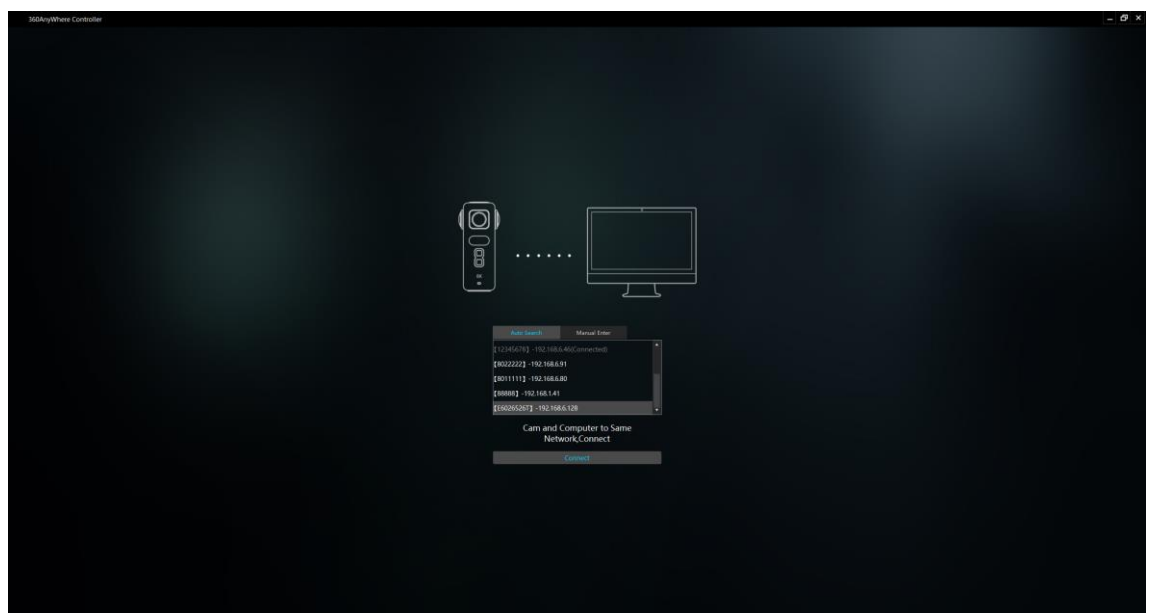 360AnyWhere Controller
Auto Search Manual Enter
【12345678】-192.168.6.46(Connected)
【8022222】-192.168.6.91
【8011111】-192.168.6.80
【88888】-192.168.1.41
【E6026526T】-192.168.6.128
Cam and Computer to Same
Network,Connect
Connect